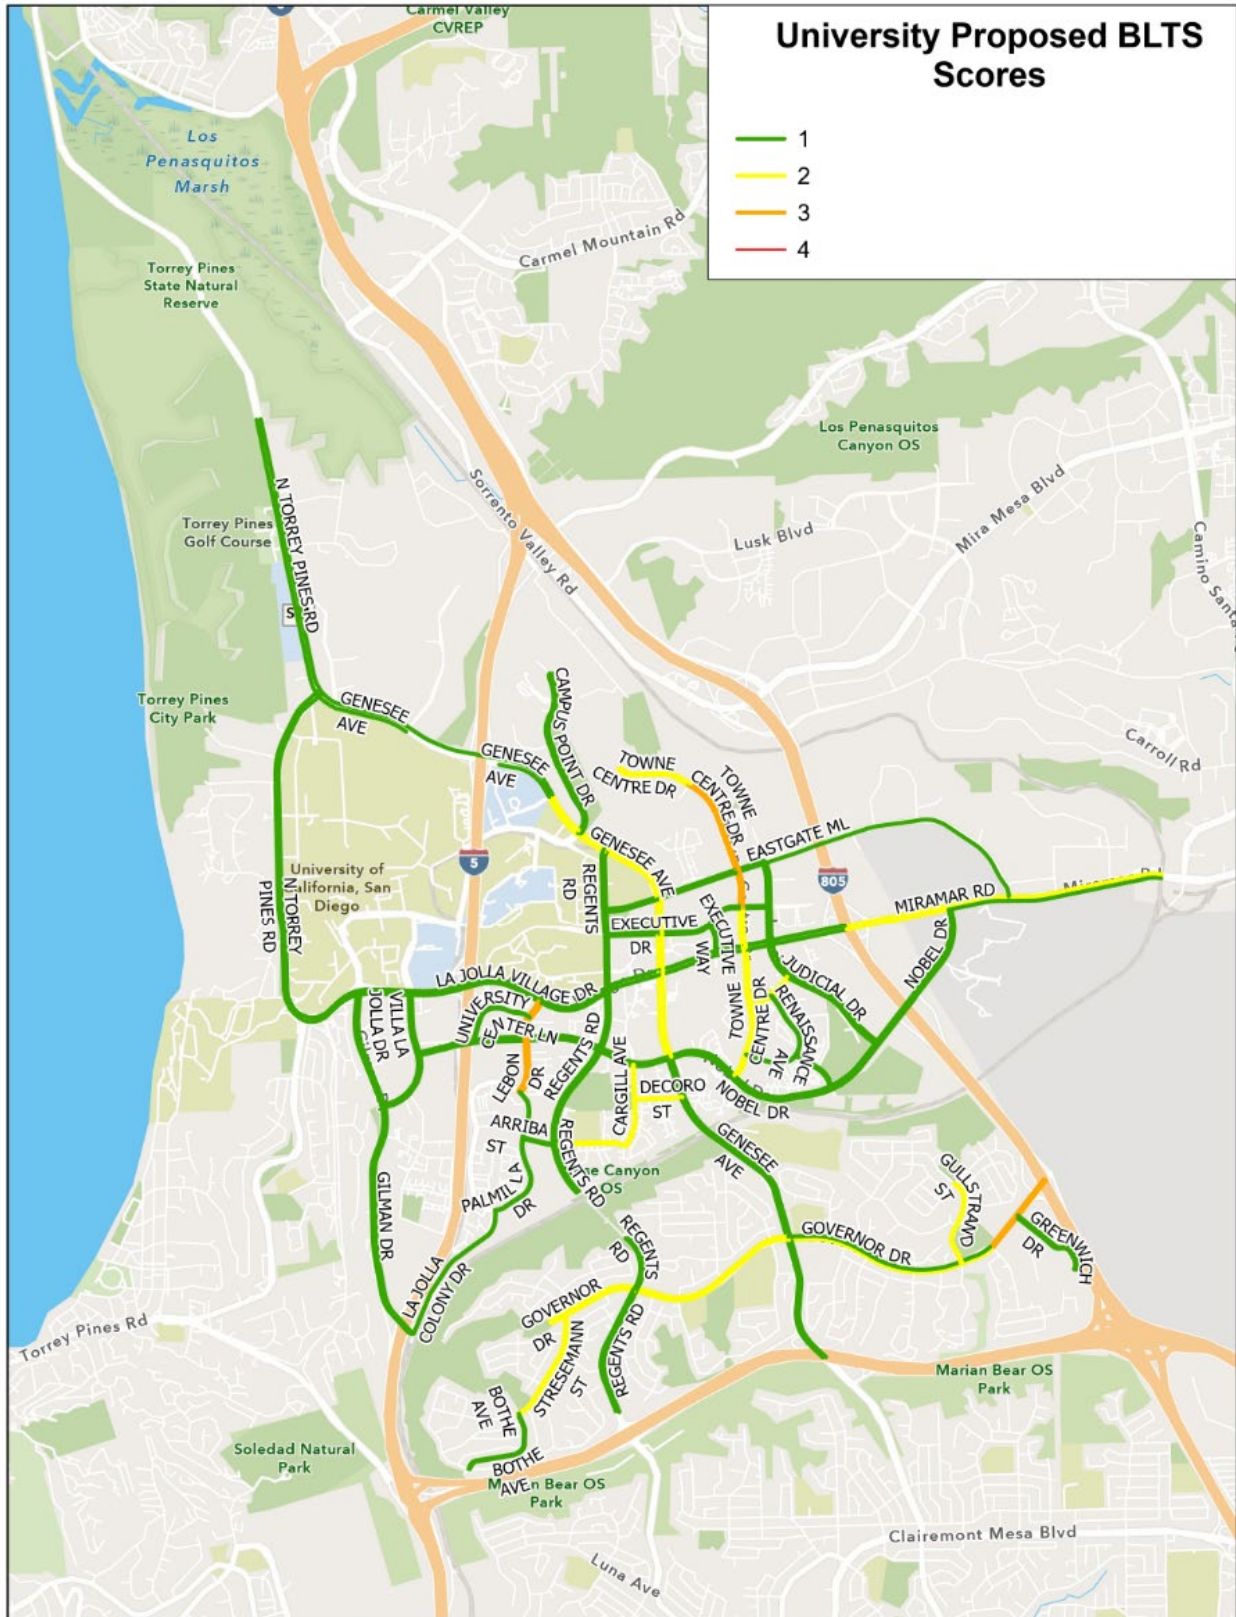 Carmel Valley
CVREP
University Proposed BLTS
Scores
1
2
3
4
Los
Penasquitos
Marsh
Carmel Mountain Rd
Torrey Pines
State Natural
Reserve
Los Penasquitos
Canyon OS
Mira Mesa Blvd
Lusk Blvd
Sorrento Valley Rd
Camino Santa
N TORREY PINES RD
Torrey Pines
Golf Course
S
Torrey Pines
City Park
GENESEE
AVE
GENESEE
AVE
CAMPUS POINT DR
TOWNE
CENTRE DR
TOWNE
CENTRE DR
Carroll Rd
EASTGATE ML
GENESEE AVE
REGENTS
RD
5
805
University of
California, San
Diego
N TORREY
PINES RD
MIRAMAR RD
EXECUTIVE
DR
EXECUTIVE
WAY
NOBEL DR
LA JOLLA VILLAGE DR
JUDICIAL DR
VILLA LA
JOLLA DR
UNIVERSITY
CENTER LN
TOWNE
CENTRE DR
RENAISSANCE
AVE
LEBON
DR
REGENTS RD
CARGILL AVE
DECORO
ST
NOBEL DR
ARRIBA
ST
REGENTS RD
GENESEE
AVE
Canyon
OS
PALMILLA
DR
GILMAN DR
GULLSTRAND
ST
REGENTS
RD
GOVERNOR DR
GREENWICH
DR
LA JOLLA
COLONY DR
GOVERNOR
DR
REGENTS RD
STRESEMANN
ST
Torrey Pines Rd
Marian Bear OS
Park
BOTHE
AVE
Soledad Natural
Park
BOTHE
AVE
Marian Bear OS
Park
Clairemont Mesa Blvd
Luna Ave